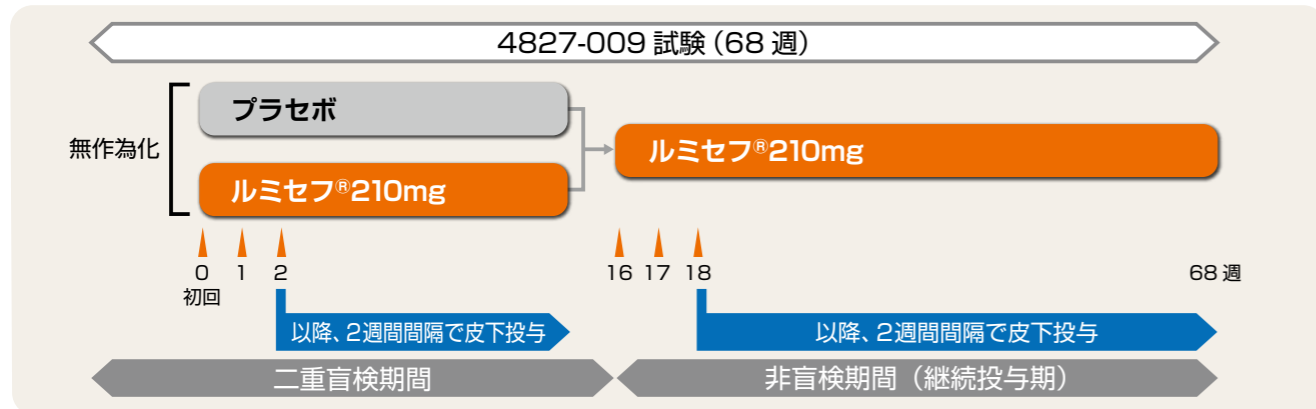 4827-009 試験（68 週）
無作為化
プラセボ
ルミセフ®210mg
ルミセフ®210mg
0 1 2 16 17 18 68 週
初回
以降、2週間間隔で皮下投与 以降、2週間間隔で皮下投与
二重盲検期間 非盲検期間（継続投与期）